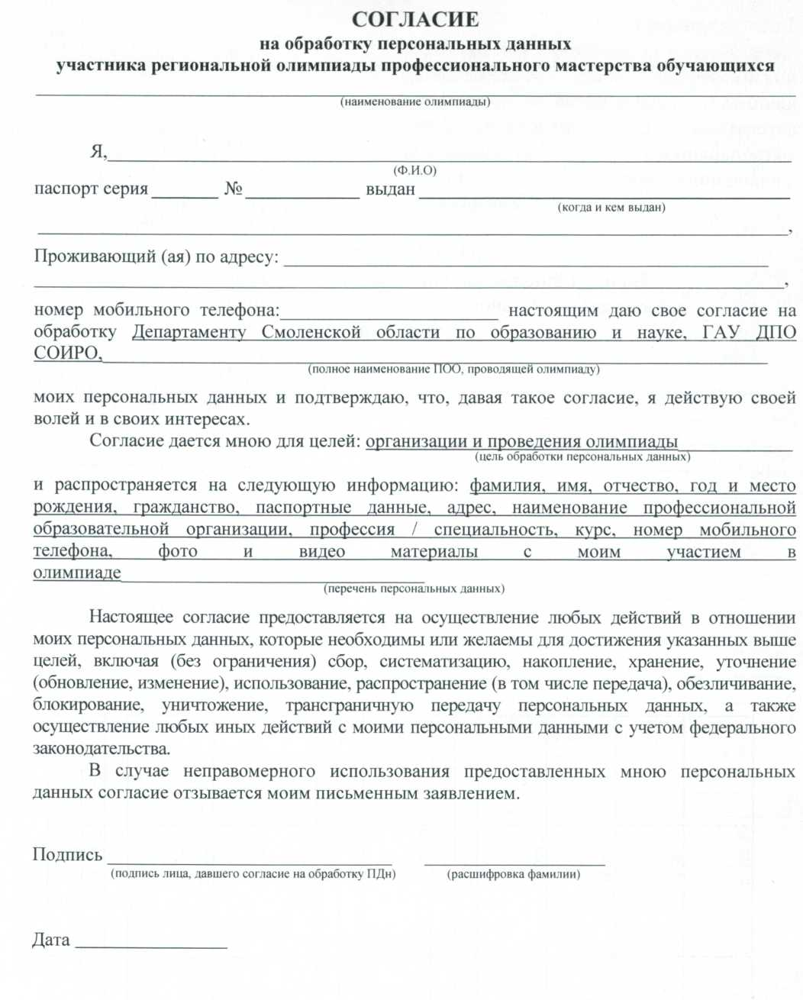 СОГЛАСИЕ
на обработку персональных данных
участника региональной олимпиады профессионального мастерства обучающихся
(наименование олимпиады)
Я,
(Ф.И.О)
паспорт серия ______ № ______ выдан ______
(когда и кем выдан)
,
Проживающий (ая) по адресу:
,
номер мобильного телефона:______ настоящим даю свое согласие на
обработку Департаменту Смоленской области по образованию и науке, ГАУ ДПО
СОИРО,
(полное наименование ПОО, проводящей олимпиаду)
моих персональных данных и подтверждаю, что, давая такое согласие, я действую своей
волей и в своих интересах.
Согласие дается мною для целей: организации и проведения олимпиады
(цель обработки персональных данных)
и распространяется на следующую информацию: фамилия, имя, отчество, год и место
рождения, гражданство, паспортные данные, адрес, наименование профессиональной
образовательной организации, профессия / специальность, курс, номер мобильного
телефона, фото и видео материалы с моим участием в
олимпиаде
(перечень персональных данных)
Настоящее согласие предоставляется на осуществление любых действий в отношении
моих персональных данных, которые необходимы или желаемы для достижения указанных выше
целей, включая (без ограничения) сбор, систематизацию, накопление, хранение, уточнение
(обновление, изменение), использование, распространение (в том числе передача), обезличивание,
блокирование, уничтожение, трансграничную передачу персональных данных, а также
осуществление любых иных действий с моими персональными данными с учетом федерального
законодательства.
В случае неправомерного использования предоставленных мною персональных
данных согласие отзывается моим письменным заявлением.
Подпись
(подпись лица, давшего согласие на обработку ПДн) (расшифровка фамилии)
Дата